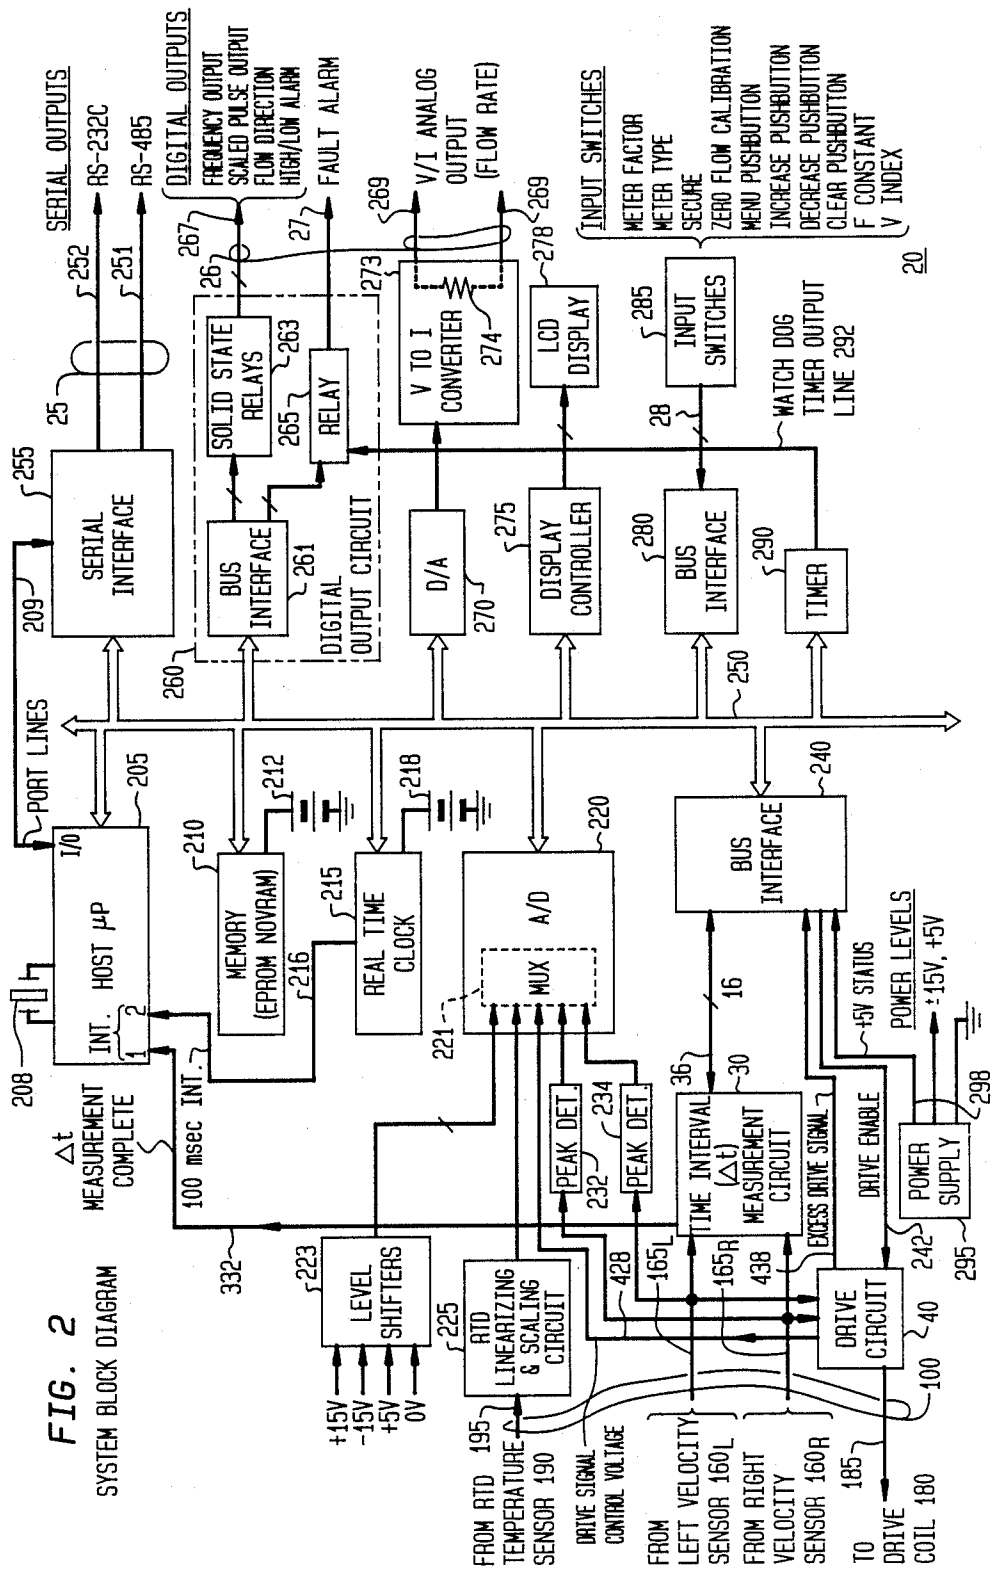 FIG. 2
SYSTEM BLOCK DIAGRAM
Δt
MEASUREMENT
COMPLETE
100 msec INT.
332
208
INT.
1
2
HOST µP
I/O
205
PORT LINES
209
SERIAL
INTERFACE
255
25
252
251
SERIAL OUTPUTS
RS-232C
RS-485
MEMORY
(EPROM NOVRAM)
210
212
216
REAL TIME
CLOCK
215
218
BUS
INTERFACE
261
260
DIGITAL
OUTPUT CIRCUIT
SOLID STATE
RELAYS
263
265
RELAY
26
267
27
DIGITAL OUTPUTS
FREQUENCY OUTPUT
SCALED PULSE OUTPUT
FLOW DIRECTION
HIGH/LOW ALARM
FAULT ALARM
+15V
-15V
+5V
0V
223
LEVEL
SHIFTERS
225
RTD
LINEARIZING
& SCALING
CIRCUIT
195
FROM RTD
TEMPERATURE
SENSOR 190
221
MUX
A/D
220
D/A
270
273
V TO I
CONVERTER
274
269
269
V/I ANALOG
OUTPUT
(FLOW RATE)
PEAK DET.
232
PEAK DET.
234
275
DISPLAY
CONTROLLER
LCD
DISPLAY
278
DRIVE SIGNAL
CONTROL VOLTAGE
428
165L
165R
FROM
LEFT VELOCITY
SENSOR 160L
FROM RIGHT
VELOCITY
SENSOR 160R
TIME INTERVAL
(Δt)
MEASUREMENT
CIRCUIT
30
36
16
BUS
INTERFACE
240
250
280
BUS
INTERFACE
28
285
INPUT
SWITCHES
INPUT SWITCHES
METER FACTOR
METER TYPE
SECURE
ZERO FLOW CALIBRATION
MENU PUSHBUTTON
INCREASE PUSHBUTTON
DECREASE PUSHBUTTON
CLEAR PUSHBUTTON
F CONSTANT
V INDEX
290
TIMER
WATCH DOG
TIMER OUTPUT
LINE 292
20
438
EXCESS DRIVE SIGNAL
DRIVE ENABLE
242
+5V STATUS
POWER LEVELS
±15V, +5V
298
POWER
SUPPLY
295
DRIVE
CIRCUIT
40
100
185
TO
DRIVE
COIL 180